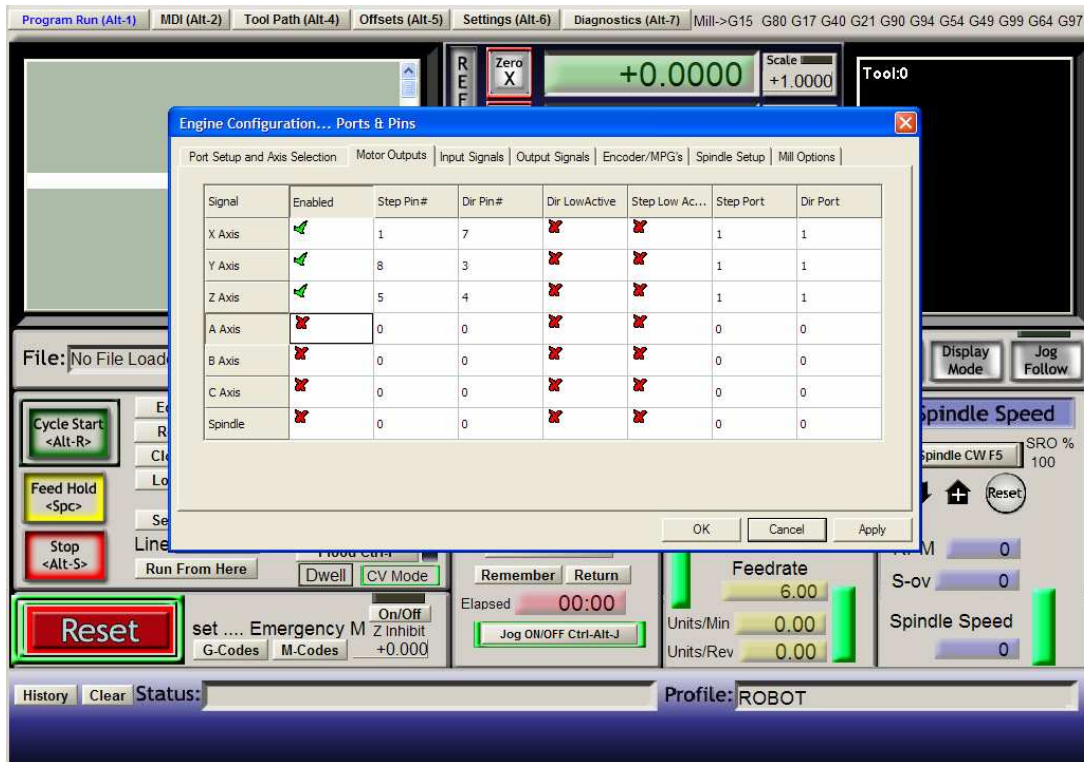 Program Run (Alt-1) MDI (Alt-2) Tool Path (Alt-4) Offsets (Alt-5) Settings (Alt-6) Diagnostics (Alt-7) Mill->G15 G80 G17 G40 G21 G90 G94 G54 G49 G99 G64 G97
R
E
F
Zero
X
+0.0000
Scale
+1.0000
Tool:0
Engine Configuration... Ports & Pins
Port Setup and Axis Selection Motor Outputs Input Signals Output Signals Encoder/MPG's Spindle Setup Mill Options
Signal Enabled Step Pin# Dir Pin# Dir LowActive Step Low Ac... Step Port Dir Port
X Axis 1 7 1 1
Y Axis 8 3 1 1
Z Axis 5 4 1 1
A Axis 0 0 0 0
B Axis 0 0 0 0
C Axis 0 0 0 0
Spindle 0 0 0 0
OK Cancel Apply
File: No File Load
Display
Mode
Jog
Follow
Cycle Start
<Alt-R>
Feed Hold
<Spc>
Stop
<Alt-S>
Line
Run From Here
Dwell CV Mode
Remember Return
Elapsed 00:00
Jog ON/OFF Ctrl-Alt-J
Feedrate
6.00
Units/Min 0.00
Units/Rev 0.00
Spindle Speed
Spindle CW F5
SRO %
100
Reset
0
S-ov 0
Spindle Speed
0
Reset
set .... Emergency M
G-Codes M-Codes
On/Off
Z Inhibit
+0.000
History Clear Status:
Profile: ROBOT